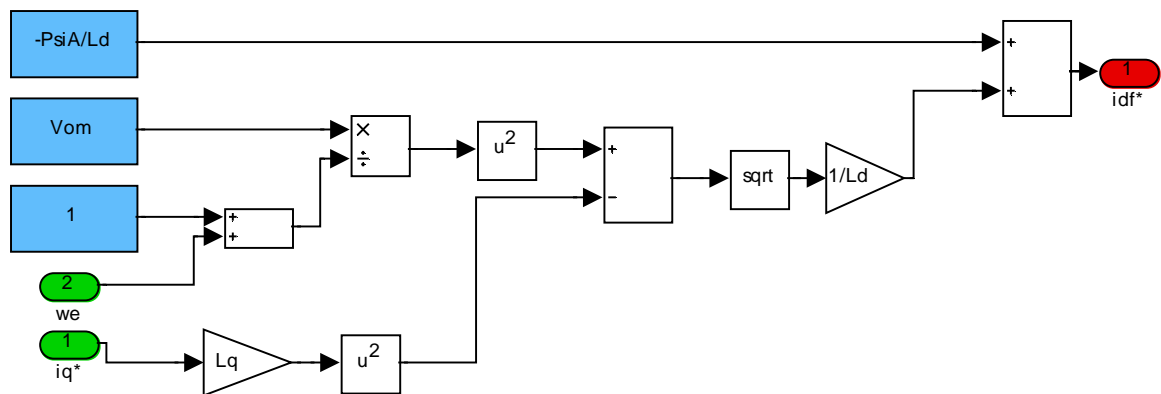 -PsiA/Ld
+
+
1
idf*
Vom
×
÷
u²
+
-
sqrt
1/Ld
1
+
+
2
we
1
iq*
Lq
u²